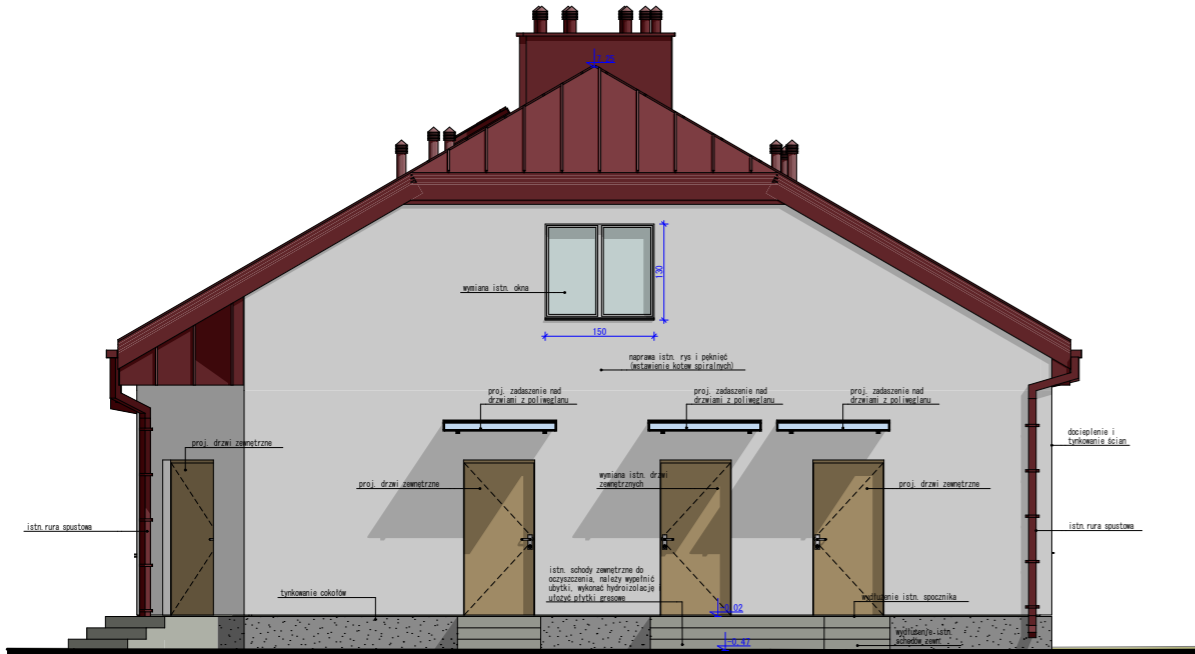 7.25
wymiana istn. okna
130
150
naprawa istn. rys i pęknięć
(wstawienie kotew spiralnych)
proj. zadaszenie nad
drzwiami z poliwęglanu
proj. zadaszenie nad
drzwiami z poliwęglanu
proj. zadaszenie nad
drzwiami z poliwęglanu
docieplenie i
tynkowanie ścian
proj. drzwi zewnętrzne
proj. drzwi zewnętrzne
wymiana istn. drzwi
zewnętrznych
proj. drzwi zewnętrzne
istn.rura spustowa
istn.rura spustowa
istn. schody zewnętrzne do
oczyszczenia, należy wypełnić
ubytki, wykonać hydroizolację i
ułożyć płytki gresowe
tynkowanie cokołów
wydłużenie istn. spocznika
-0.02
wydłużenie istn.
schodów zewn.
-0.47